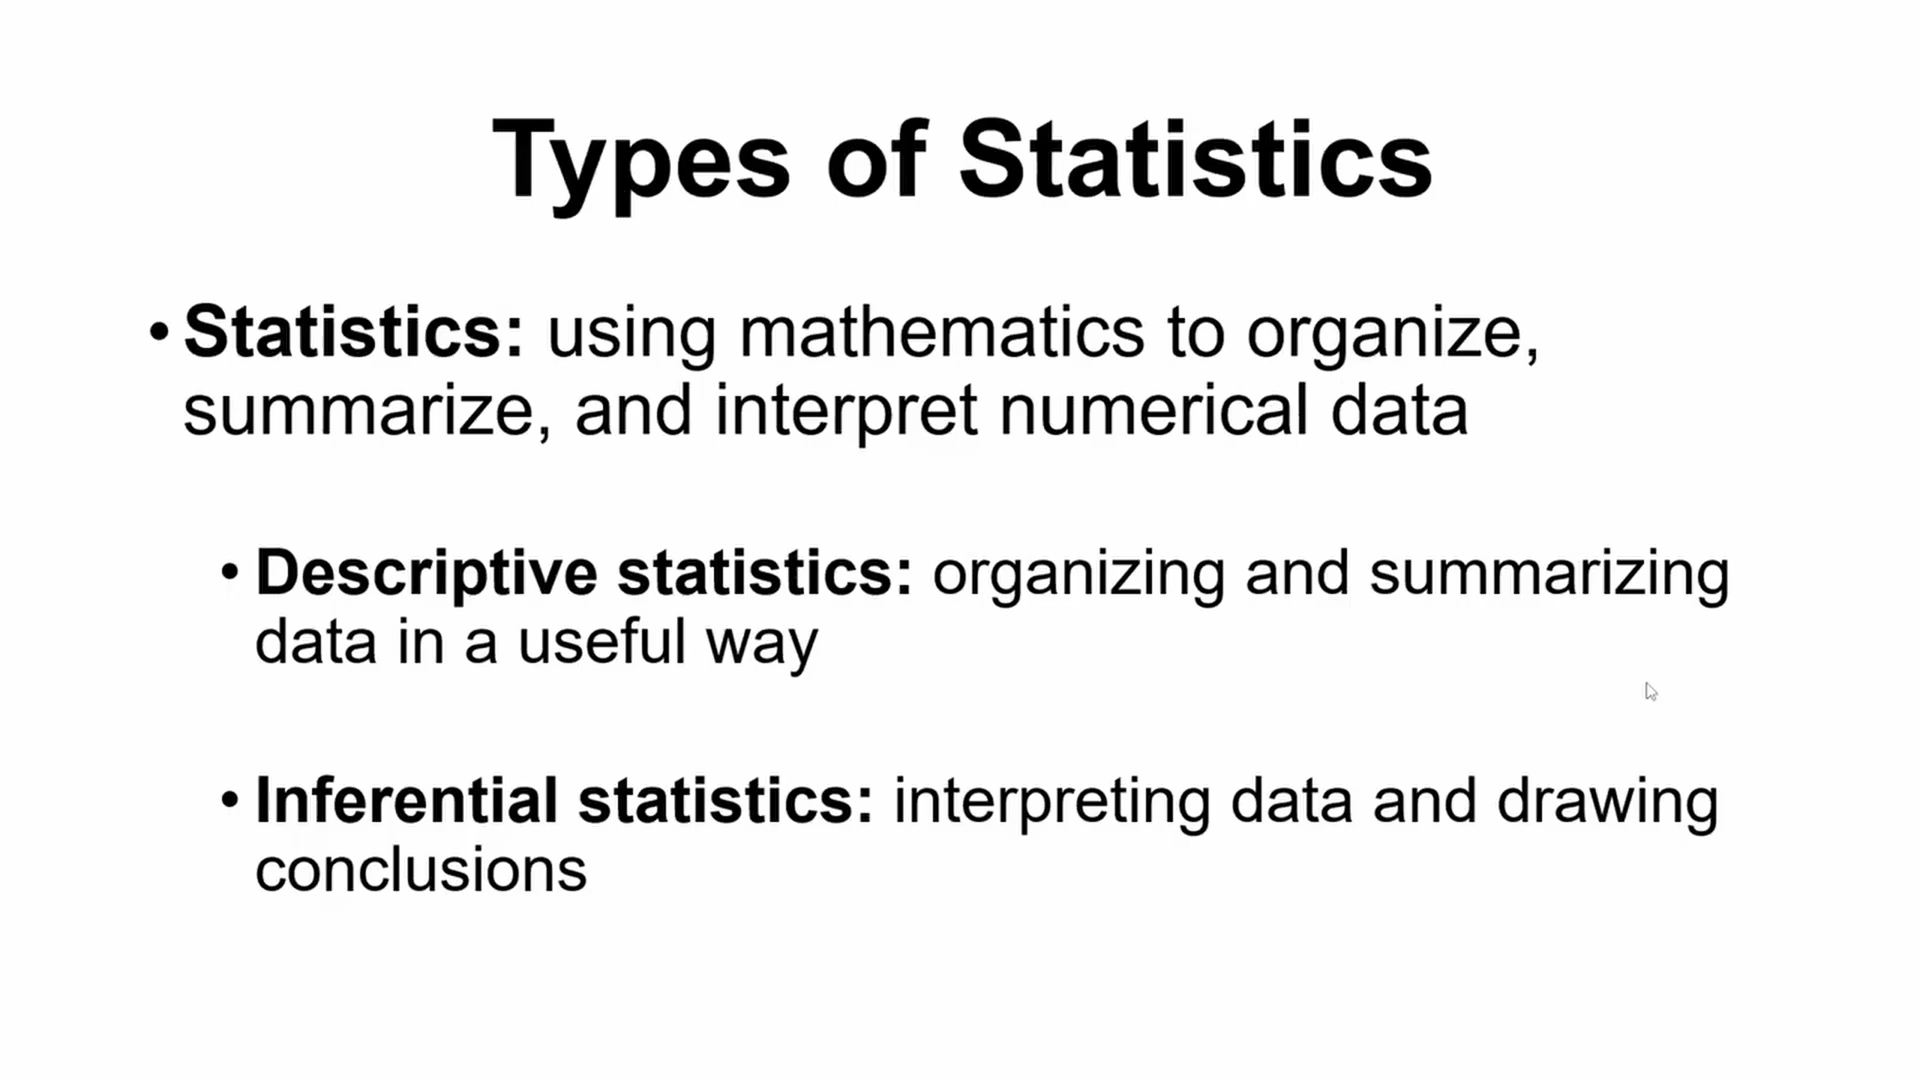 Types of Statistics
• Statistics: using mathematics to organize,
summarize, and interpret numerical data
• Descriptive statistics: organizing and summarizing
data in a useful way
• Inferential statistics: interpreting data and drawing
conclusions